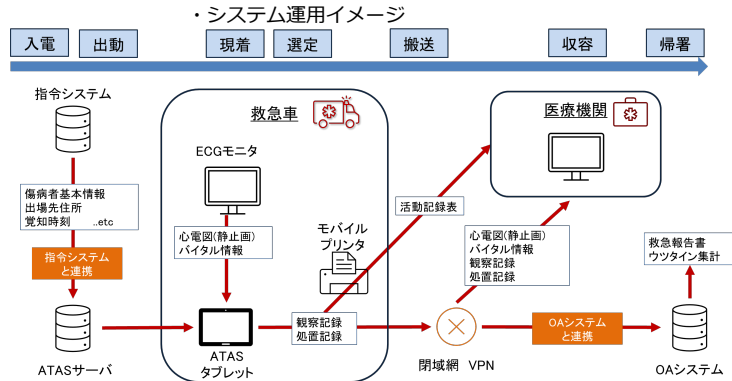 ・システム運用イメージ
入電
出動
現着
選定
搬送
収容
帰署
指令システム
傷病者基本情報
出場先住所
覚知時刻　..etc
指令システム
と連携
ATASサーバ
救急車
ECGモニタ
心電図(静止画)
バイタル情報
モバイル
プリンタ
ATAS
タブレット
観察記録
処置記録
活動記録表
医療機関
心電図(静止画)
バイタル情報
観察記録
処置記録
閉域網　VPN
OAシステム
と連携
救急報告書
ウツタイン集計
OAシステム